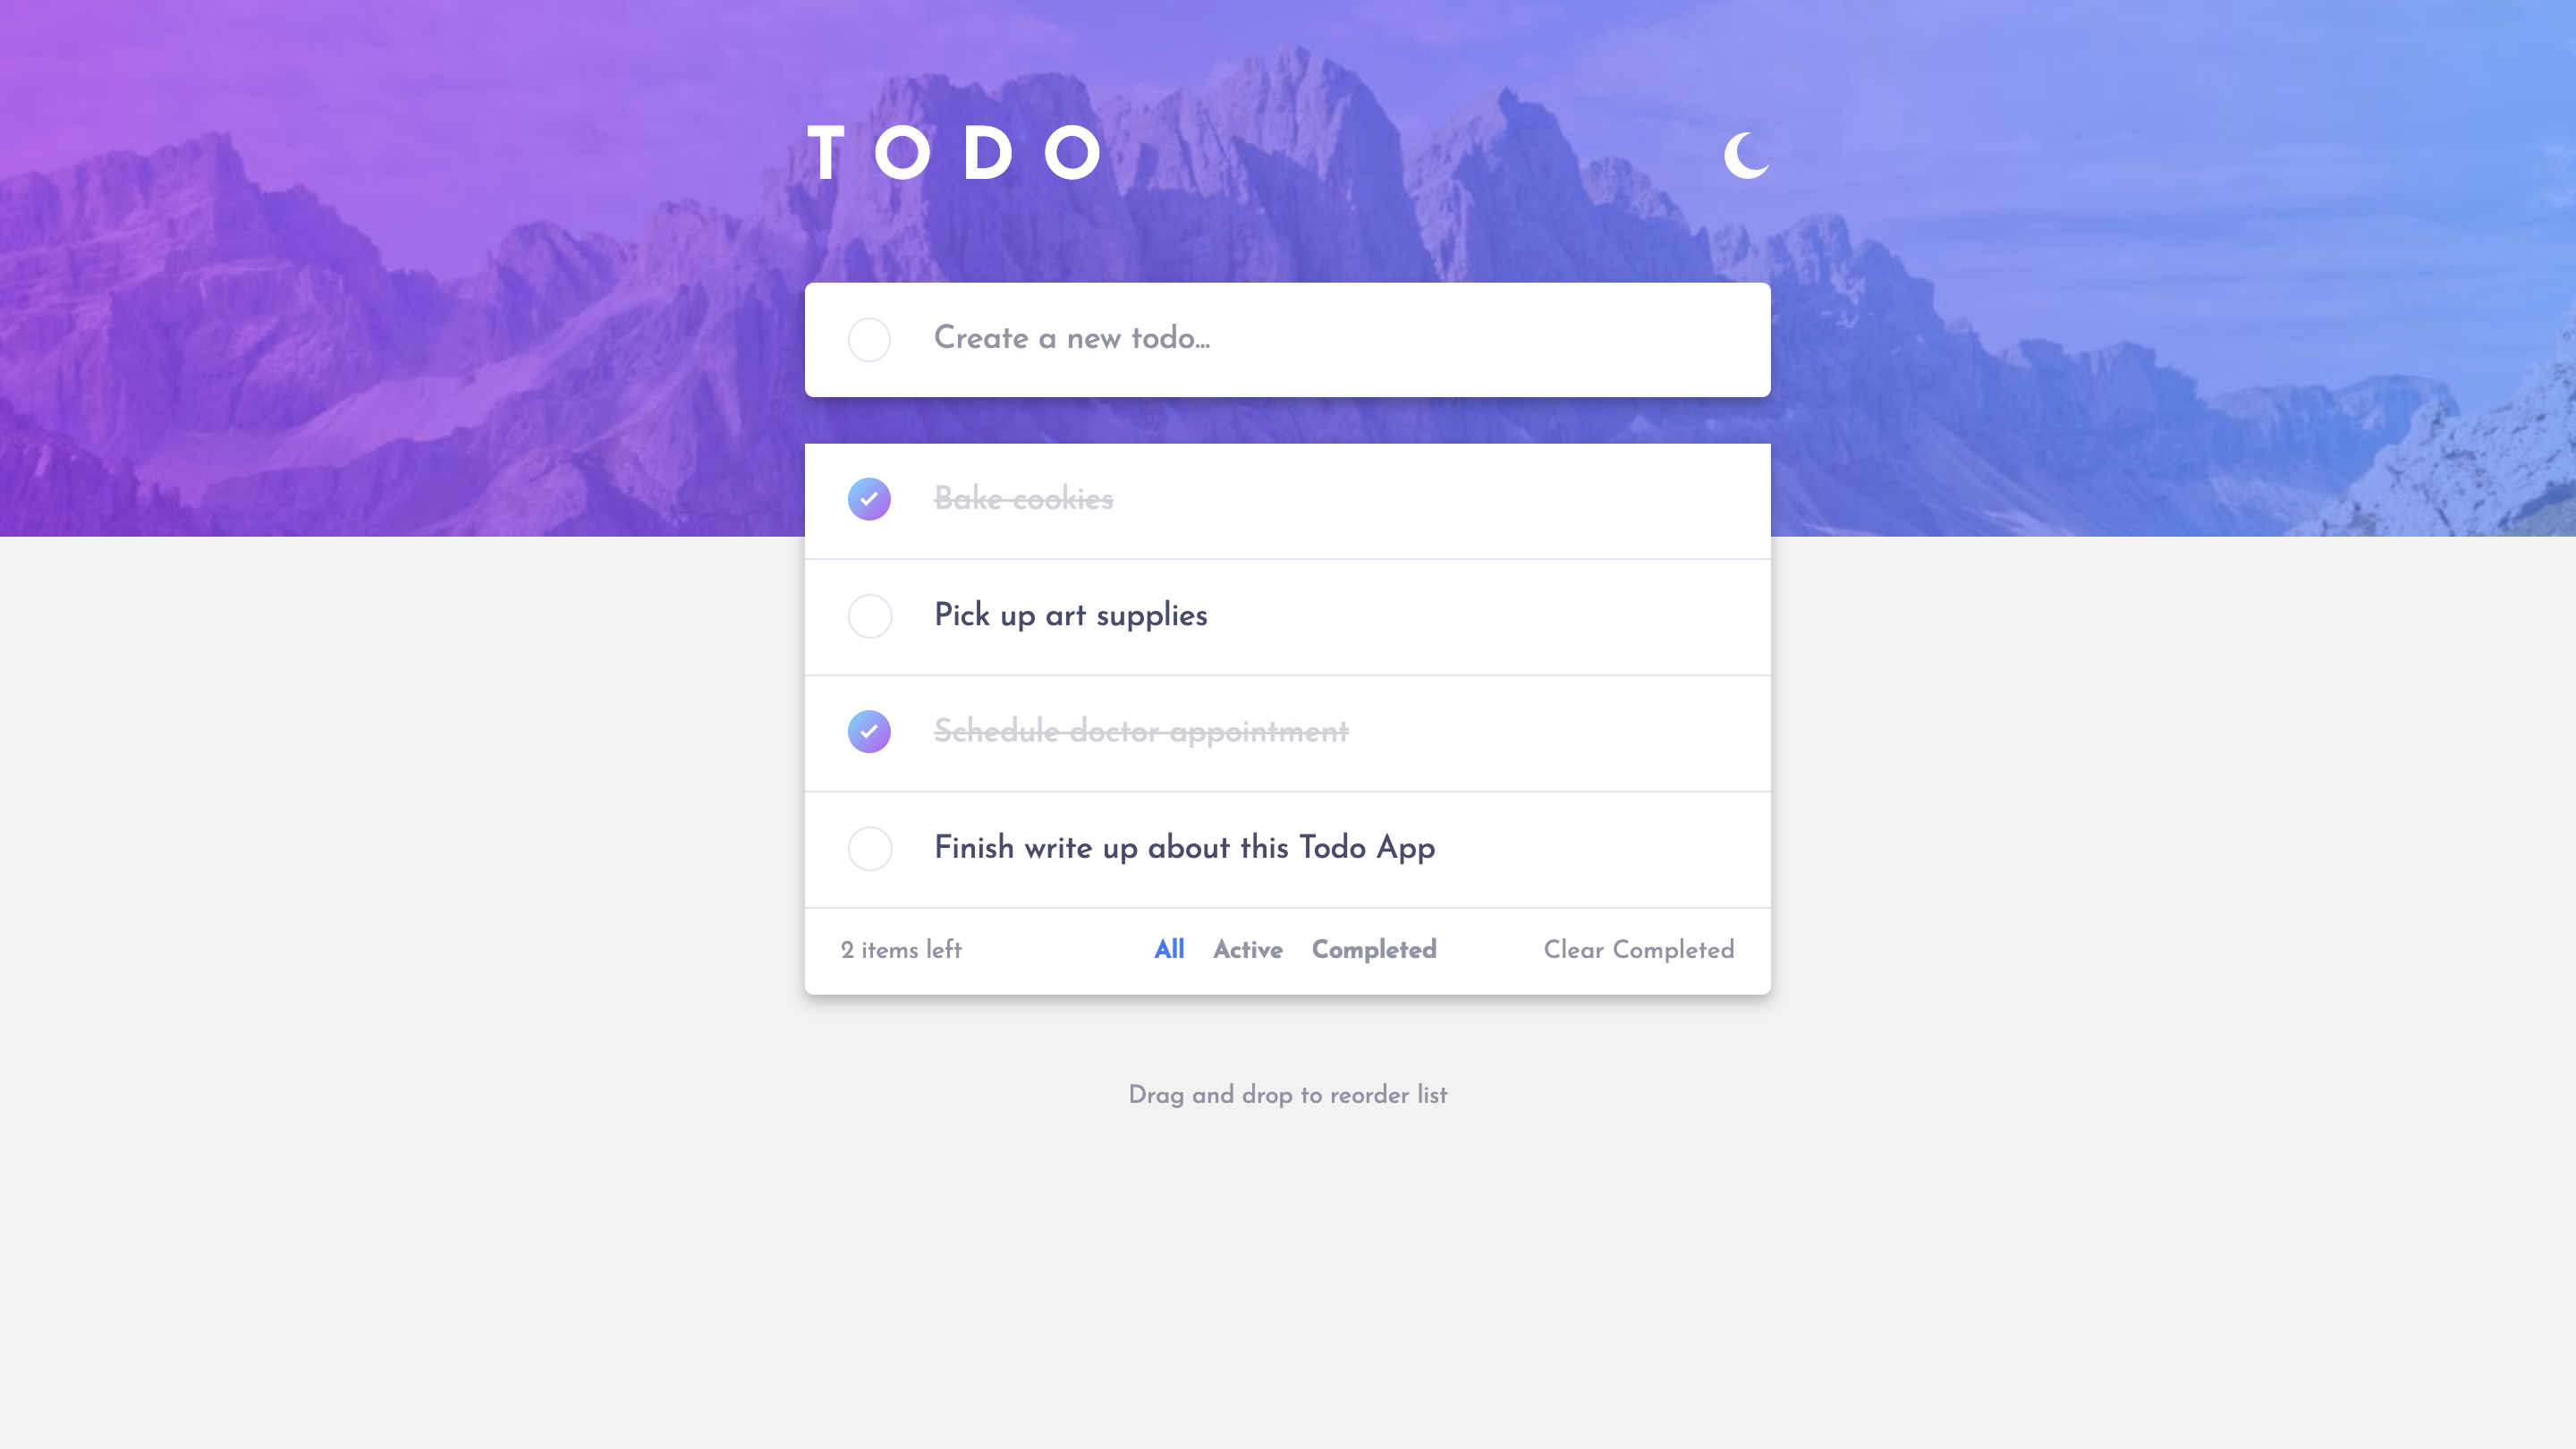 TODO
Create a new todo...
Bake cookies
Pick up art supplies
Schedule doctor appointment
Finish write up about this Todo App
2 items left All Active Completed Clear Completed
Drag and drop to reorder list